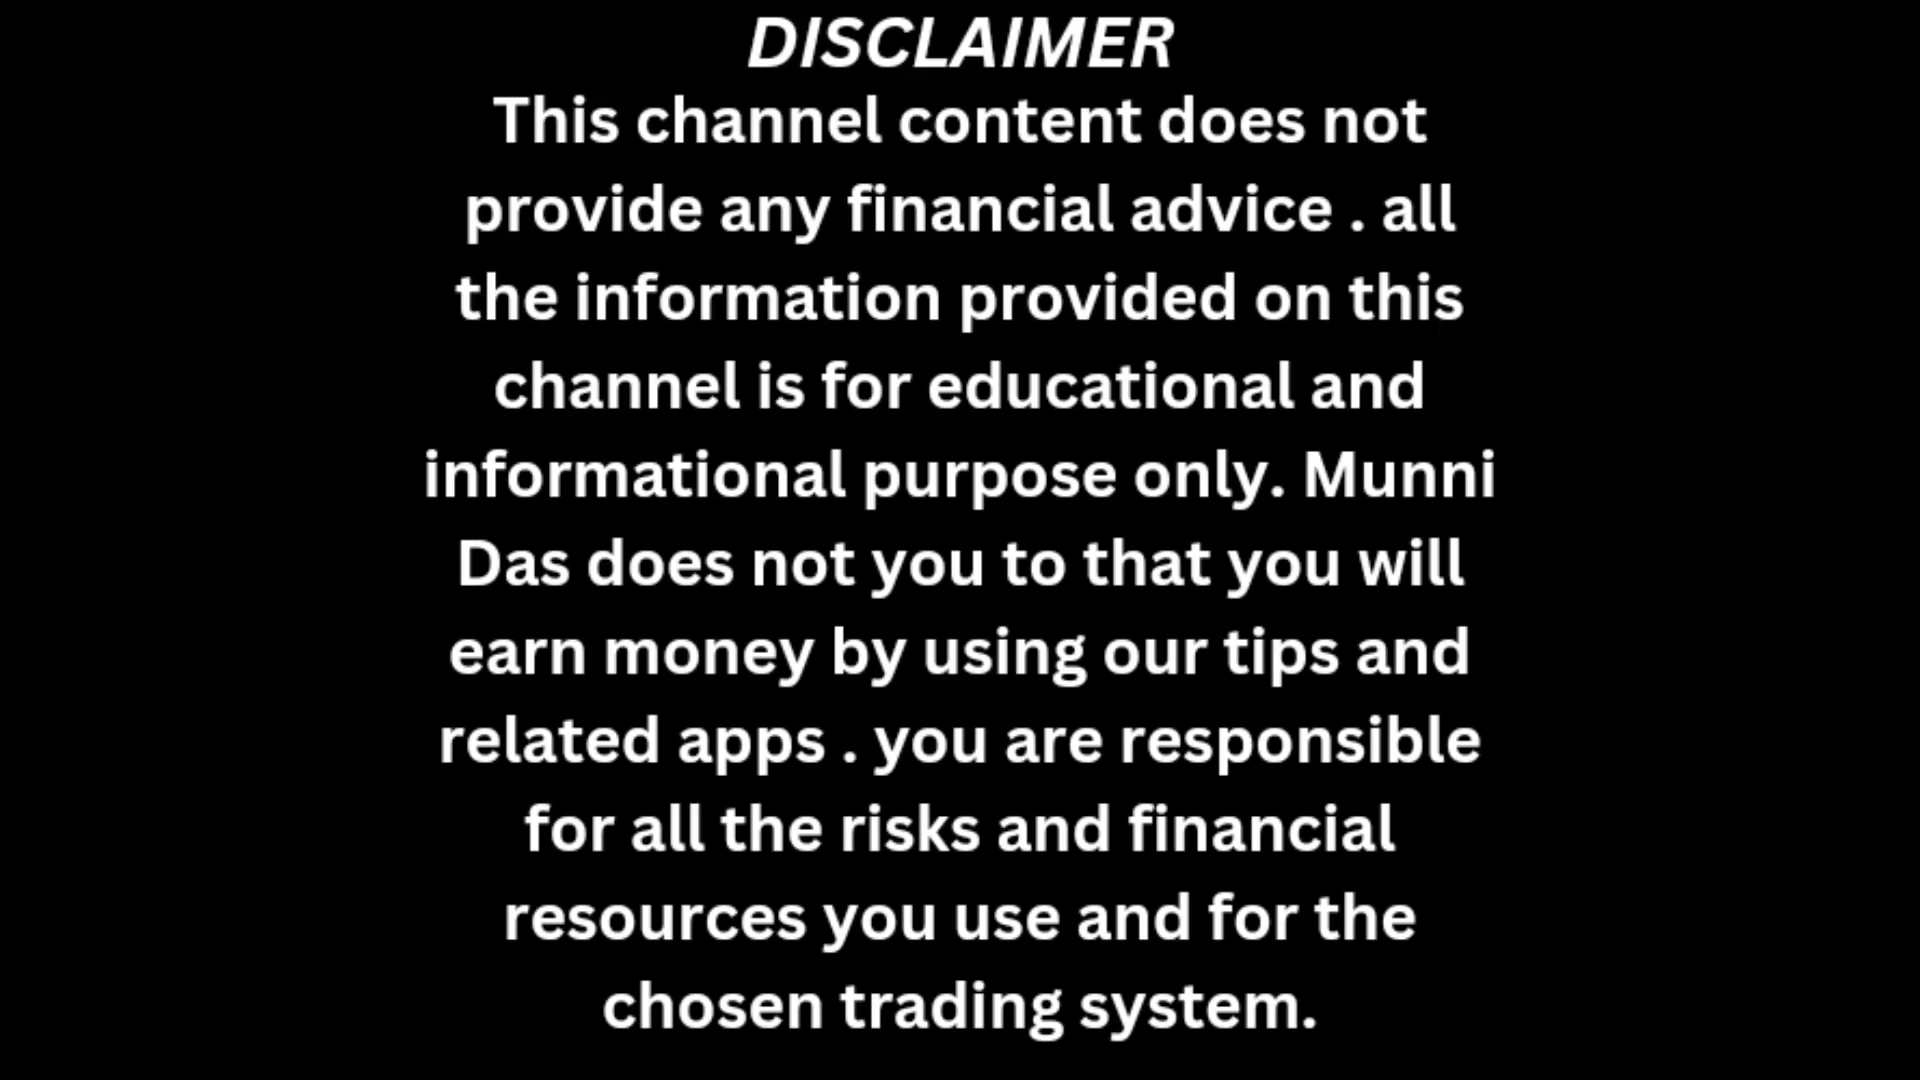 DISCLAIMER
This channel content does not
provide any financial advice . all
the information provided on this
channel is for educational and
informational purpose only. Munni
Das does not you to that you will
earn money by using our tips and
related apps . you are responsible
for all the risks and financial
resources you use and for the
chosen trading system.